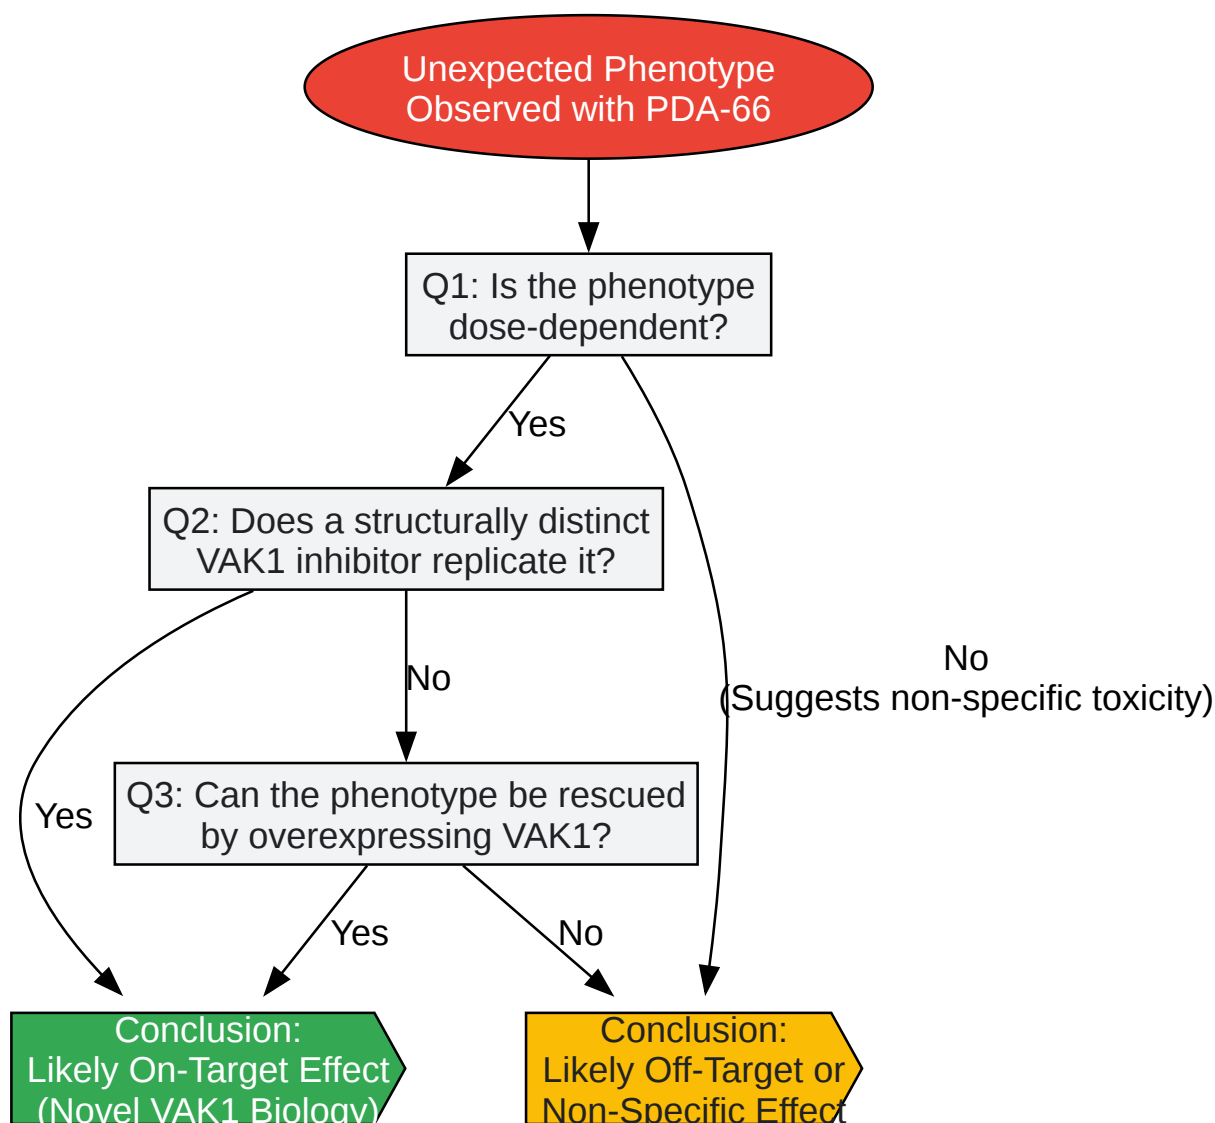 Unexpected Phenotype
Observed with PDA-66
Q1: Is the phenotype
dose-dependent?
Yes
Q2: Does a structurally distinct
VAK1 inhibitor replicate it?
No
(Suggests non-specific toxicity)
No
Q3: Can the phenotype be rescued
by overexpressing VAK1?
Yes
Yes
No
Conclusion:
Likely On-Target Effect
(Novel VAK1 Biology)
Conclusion:
Likely Off-Target or
Non-Specific Effect